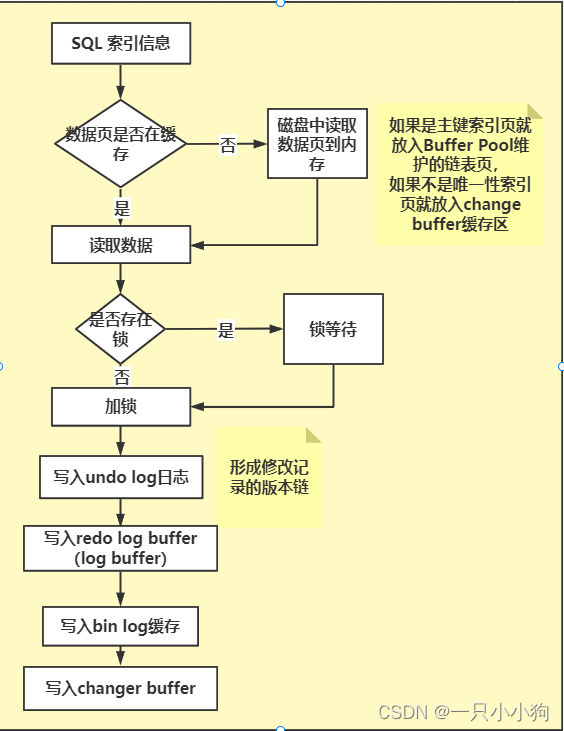 SQL 索引信息
数据页是否在缓
存
否
磁盘中读取
数据页到内
存
如果是主键索引页就
放入Buffer Pool维
护的链表页，
如果不是唯一性索引
页就放入change
buffer缓存区
是
读取数据
是否存在
锁
是
锁等待
否
加锁
写入undo log日志
形成修改记
录的版本链
写入redo log buffer
（log buffer）
写入bin log缓存
写入changer buffer
CSDN @一只小小狗